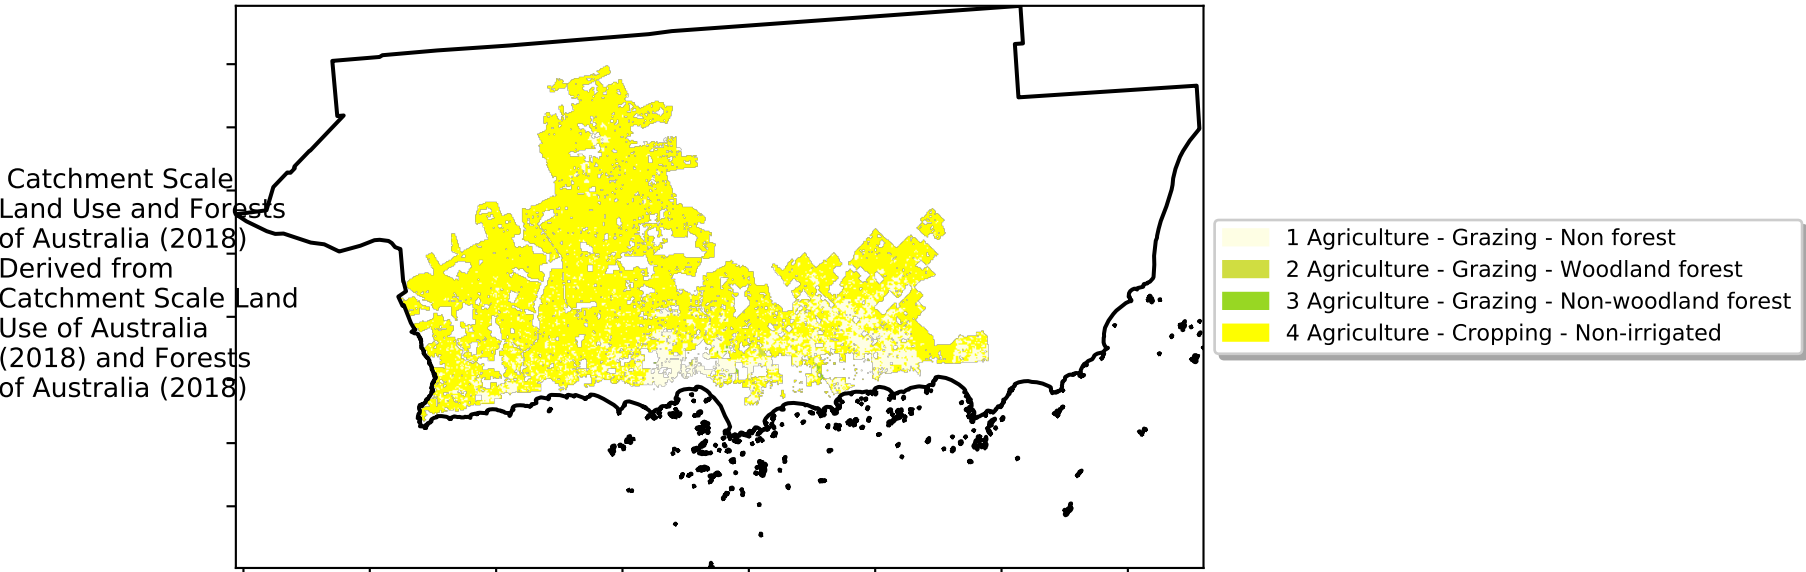 Catchment Scale
Land Use and Forests
of Australia (2018)
Derived from
Catchment Scale Land
Use of Australia
(2018) and Forests
of Australia (2018)
1 Agriculture - Grazing - Non forest
2 Agriculture - Grazing - Woodland forest
3 Agriculture - Grazing - Non-woodland forest
4 Agriculture - Cropping - Non-irrigated